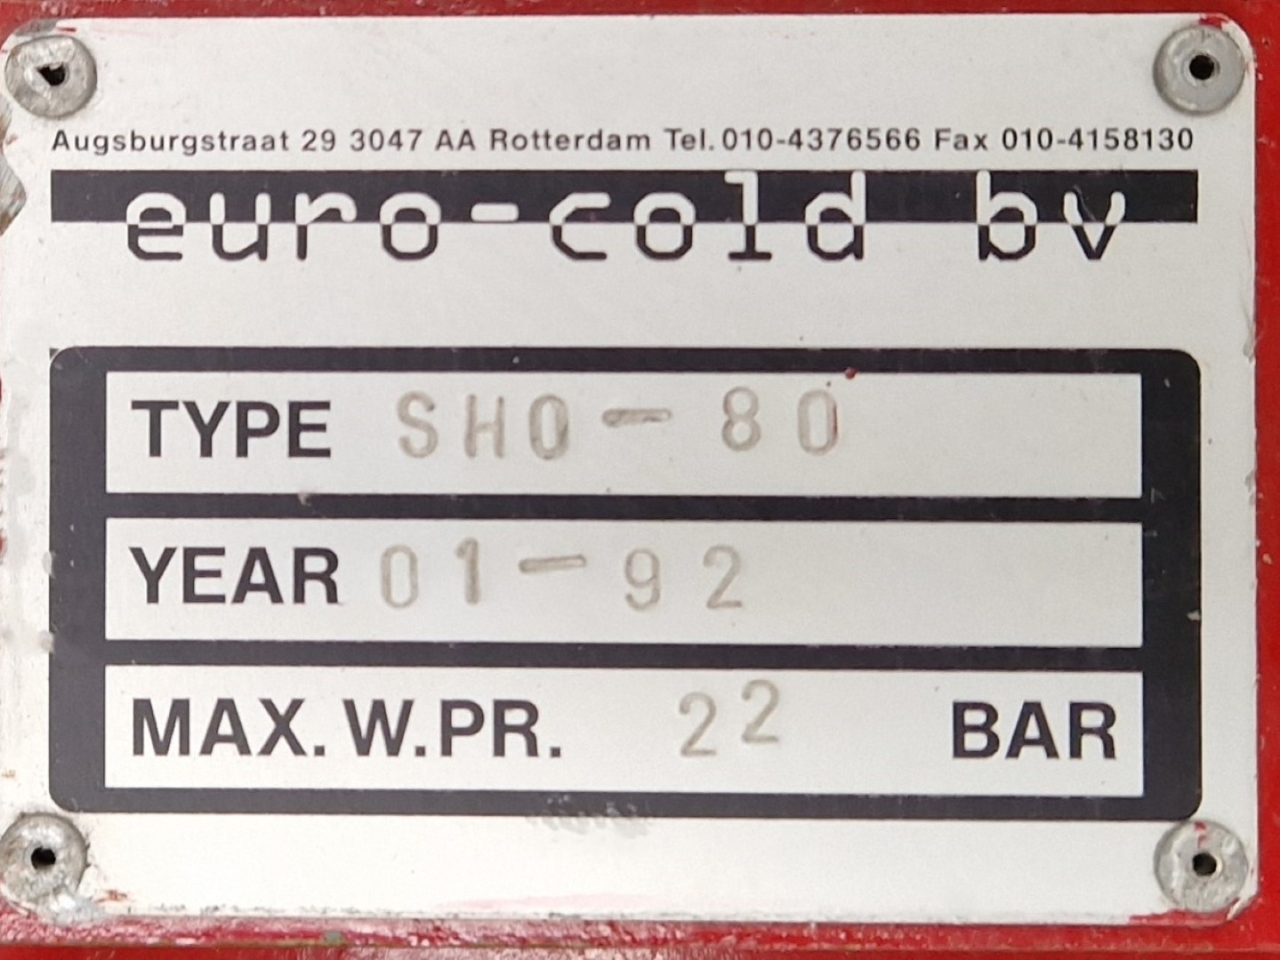 Augsburgstraat 29 3047 AA Rotterdam Tel. 010-4376566 Fax 010-4158130
euro-cold bv
TYPE SHO-80
YEAR 01-92
MAX. W.PR. 22 BAR